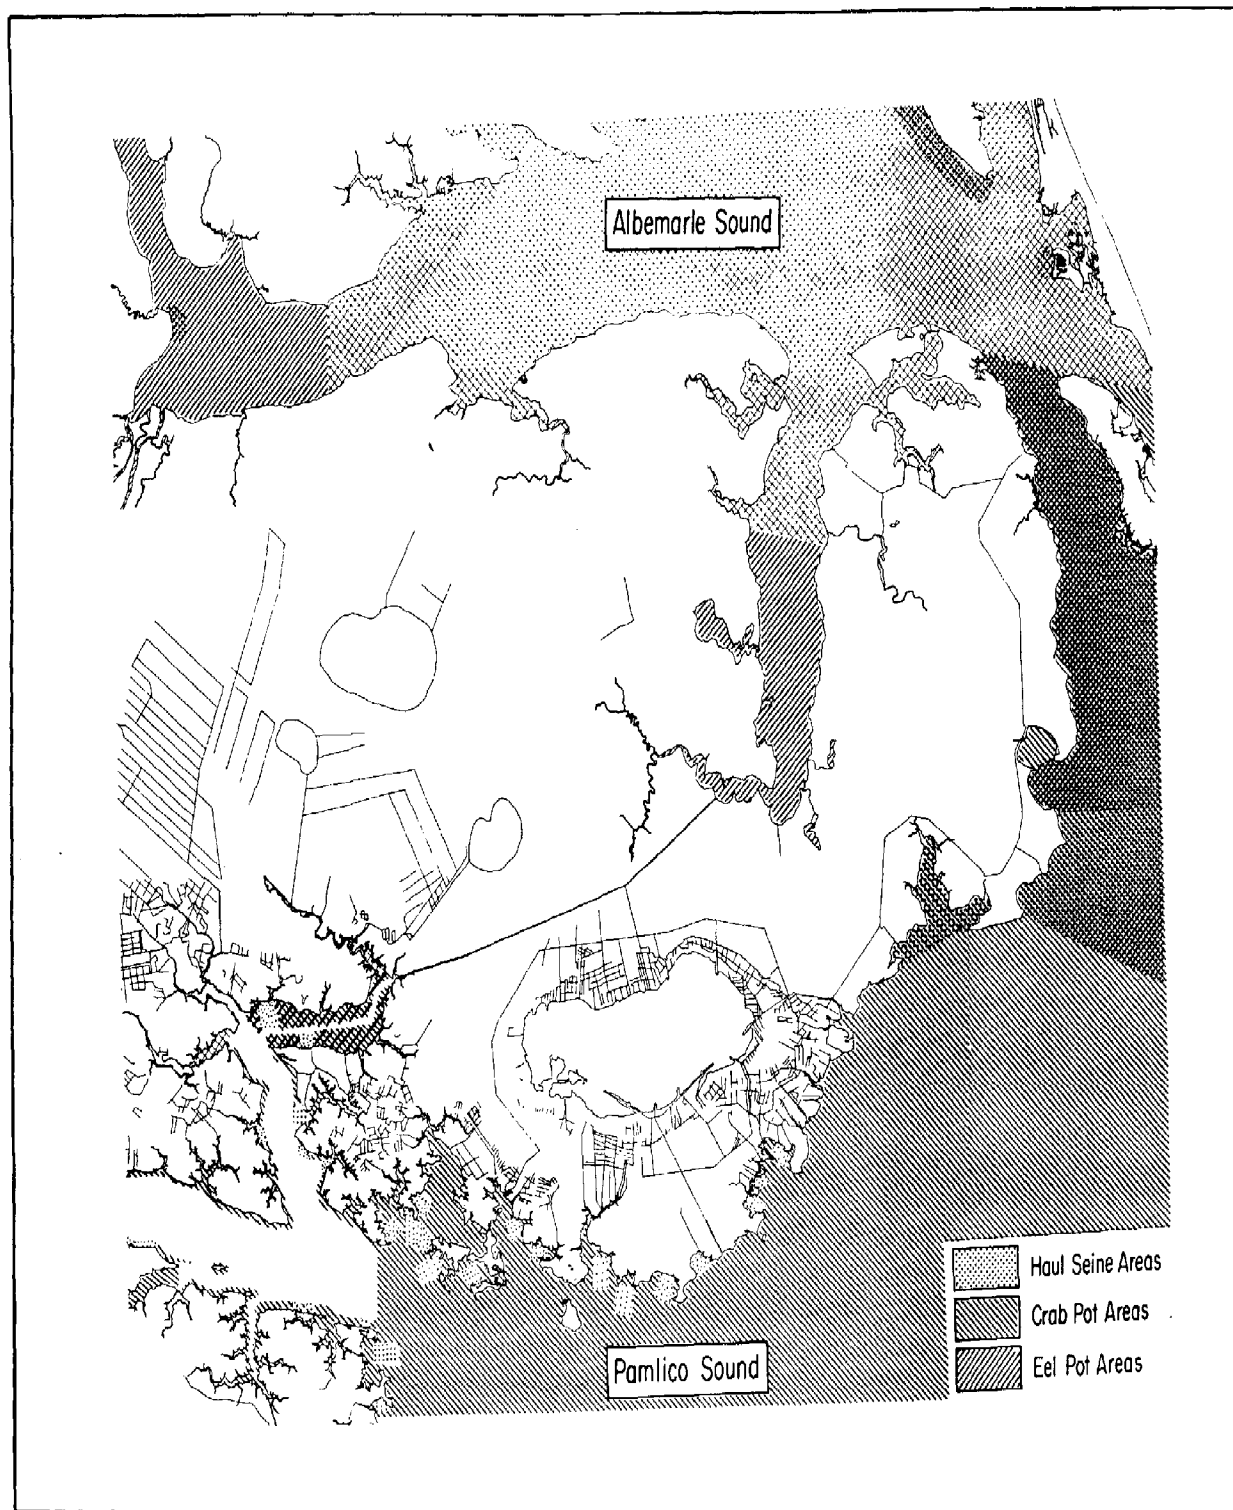 Albemarle Sound
Haul Seine Areas
Crab Pot Areas
Eel Pot Areas
Pamlico Sound